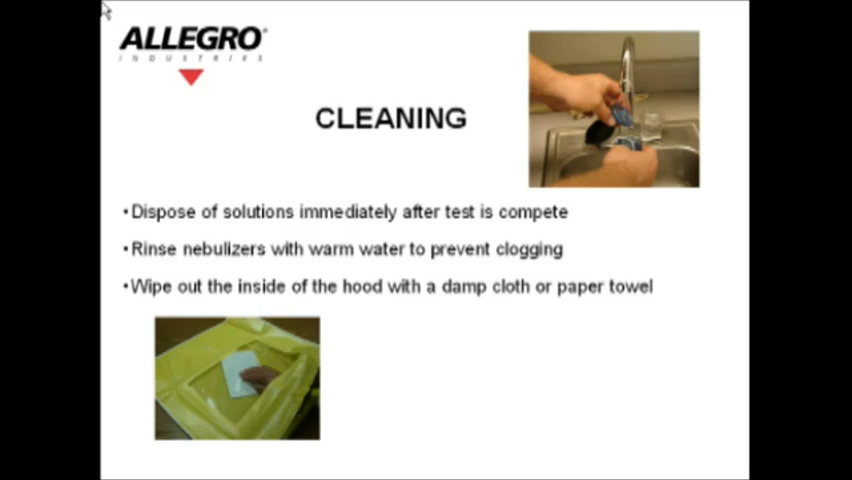 ALLEGRO®
INDUSTRIES
CLEANING
•Dispose of solutions immediately after test is compete
•Rinse nebulizers with warm water to prevent clogging
•Wipe out the inside of the hood with a damp cloth or paper towel